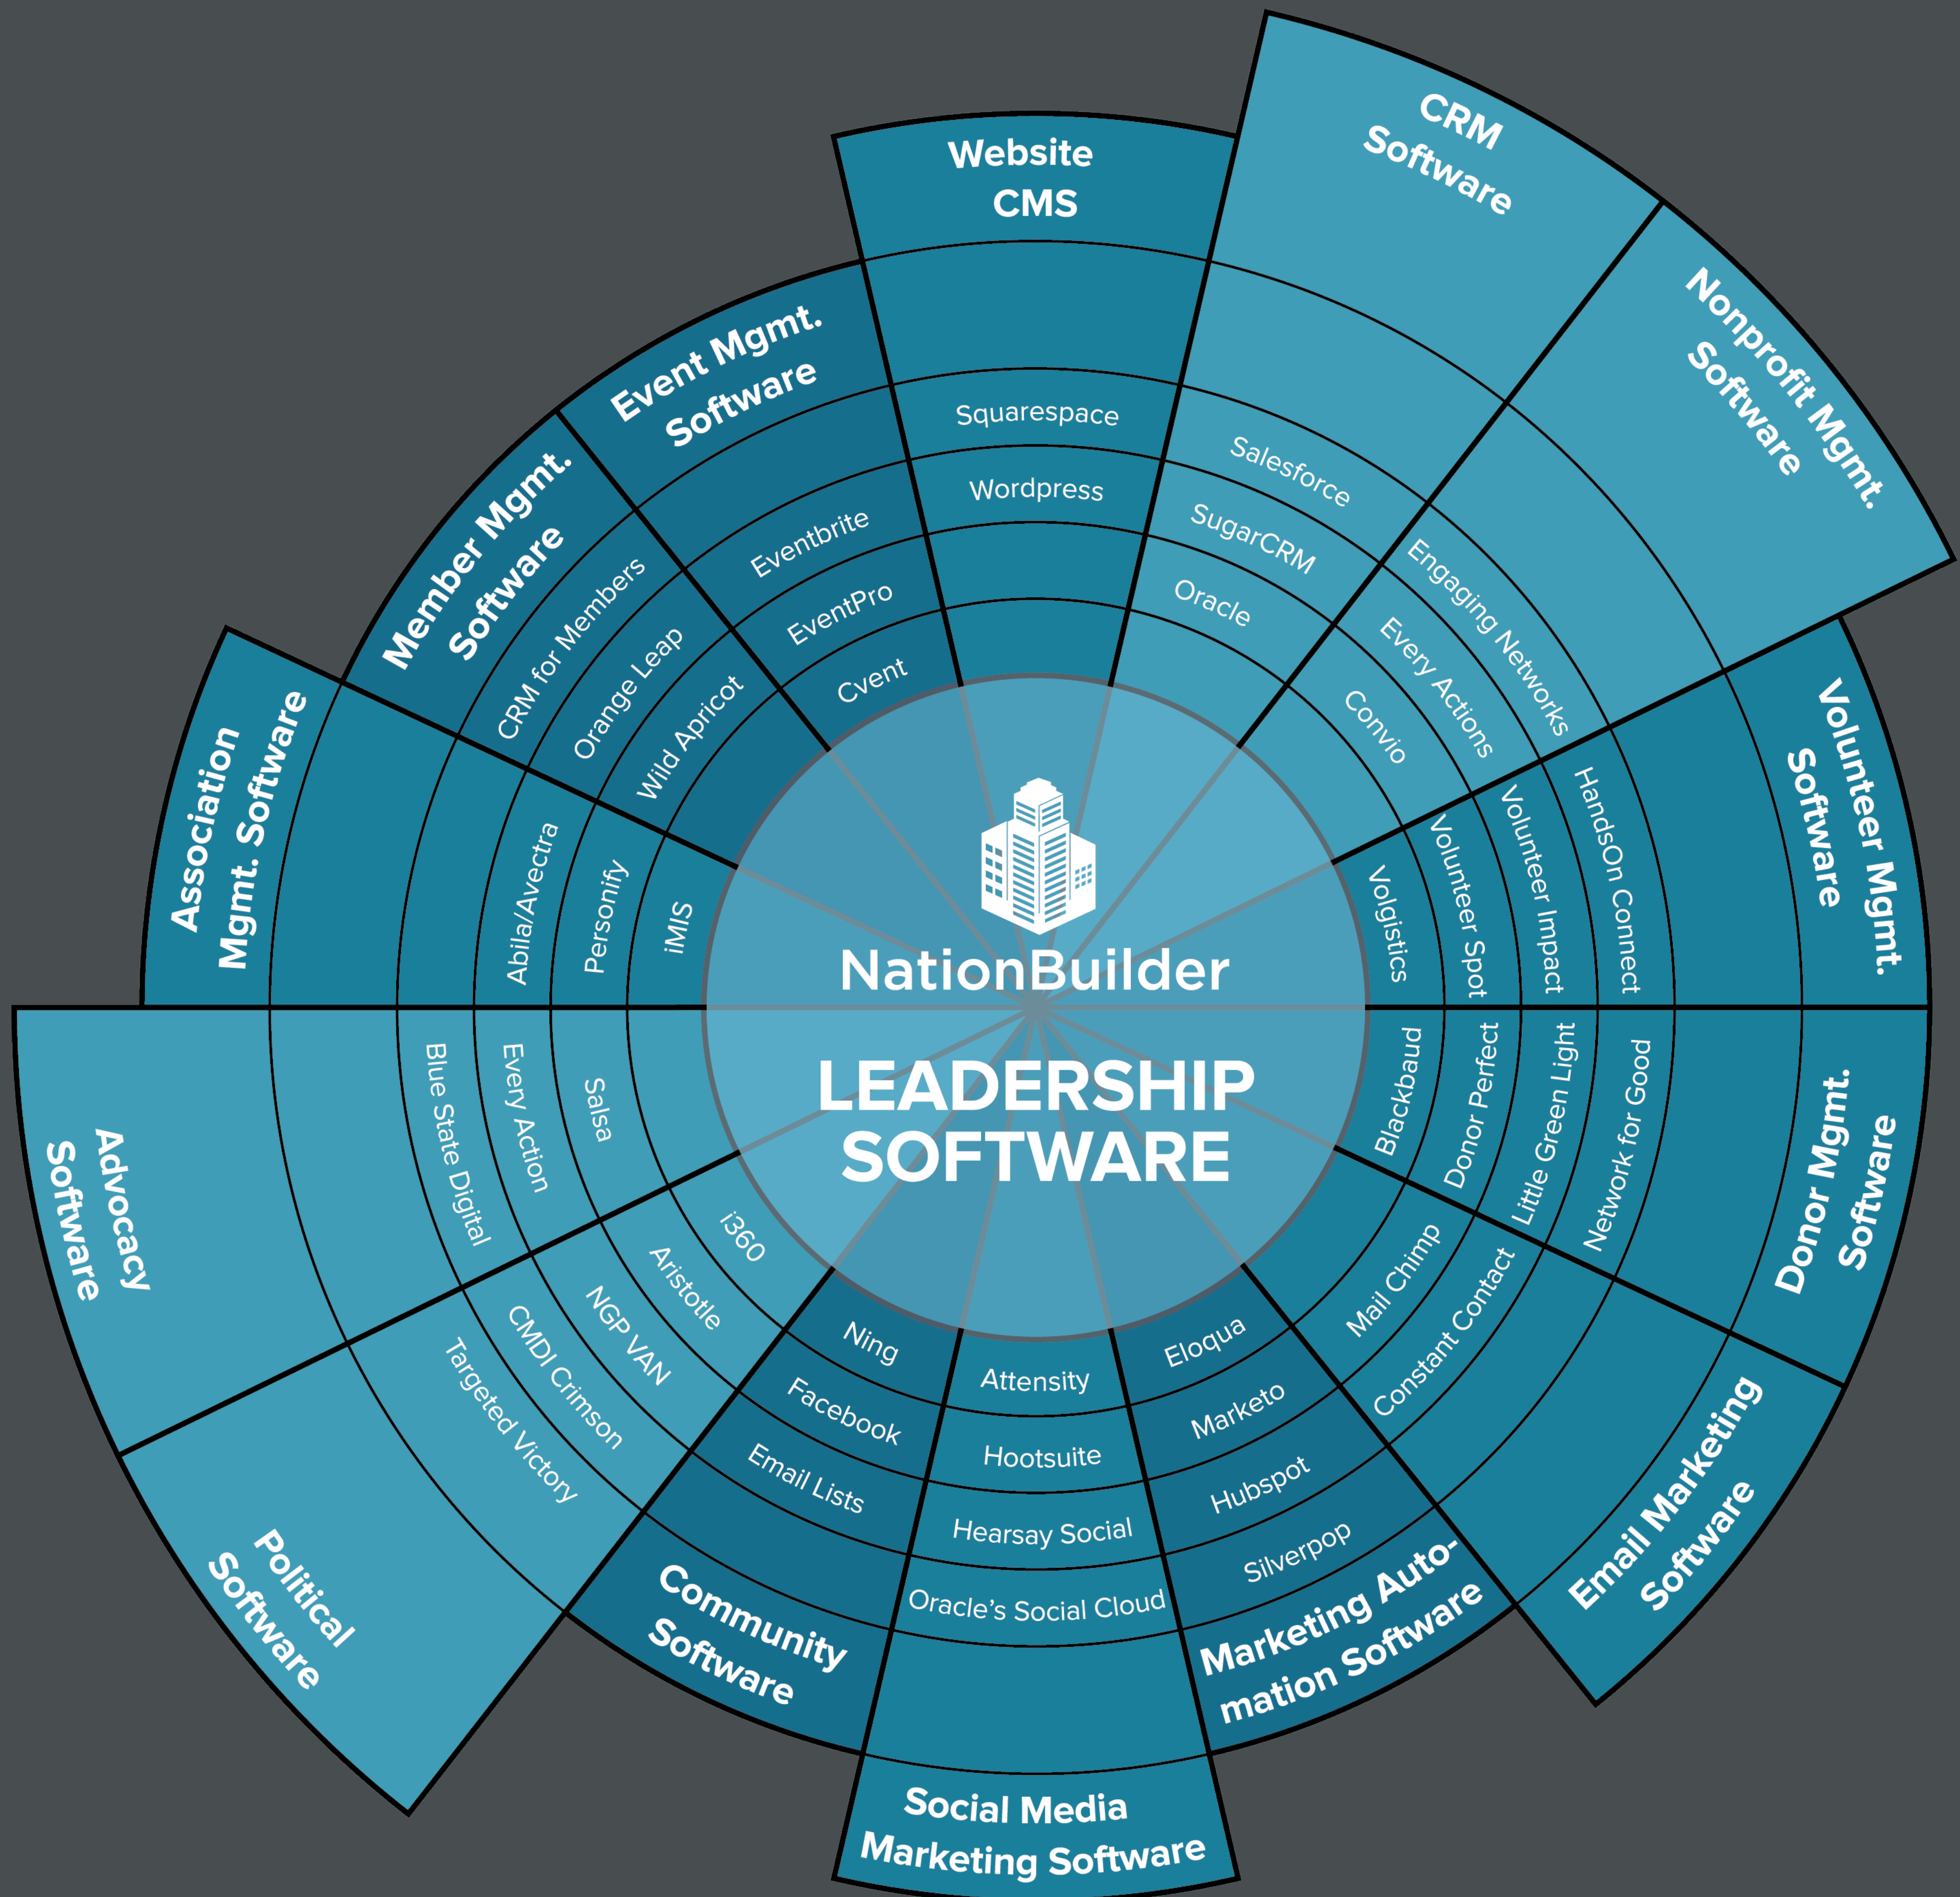 NationBuilder
LEADERSHIP
SOFTWARE
Website
CMS
Squarespace
Wordpress
CRM
Software
Salesforce
SugarCRM
Oracle
Nonprofit Mgmt.
Software
Engaging Networks
Every Actions
Convio
Volunteer Mgmt.
Software
HandsOn Connect
Volunteer Impact
Volunteer Spot
Volgistics
Donor Mgmt.
Software
Network for Good
Little Green Light
Donor Perfect
Blackbaud
Email Marketing
Software
Constant Contact
Mail Chimp
Eloqua
Marketo
Hubspot
Silverpop
Marketing Auto-
mation Software
Attensity
Hootsuite
Hearsay Social
Oracle's Social Cloud
Social Media
Marketing Software
Ning
Facebook
Email Lists
Community
Software
i360
Aristotle
NGP VAN
CMDI Crimson
Targeted Victory
Political
Software
Salsa
Every Action
Blue State Digital
Advocacy
Software
Association
Mgmt. Software
Abila/Avectra
Personify
iMIS
Member Mgmt.
Software
CRM for Members
Orange Leap
Wild Apricot
Event Mgmt.
Software
Eventbrite
EventPro
Cvent